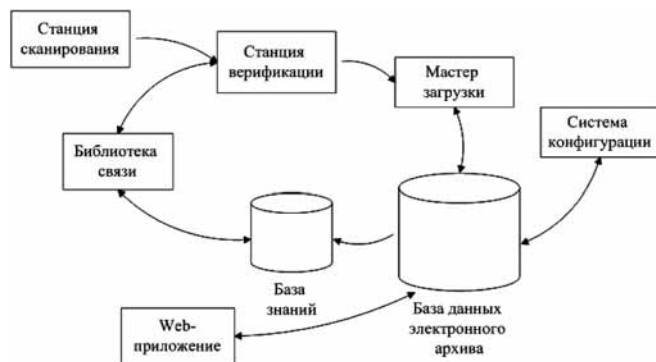 Станция
сканирования
Станция
верификации
Мастер
загрузки
Система
конфигурации
Библиотека
связи
База
знаний
База данных
электронного
архива
Web-
приложение